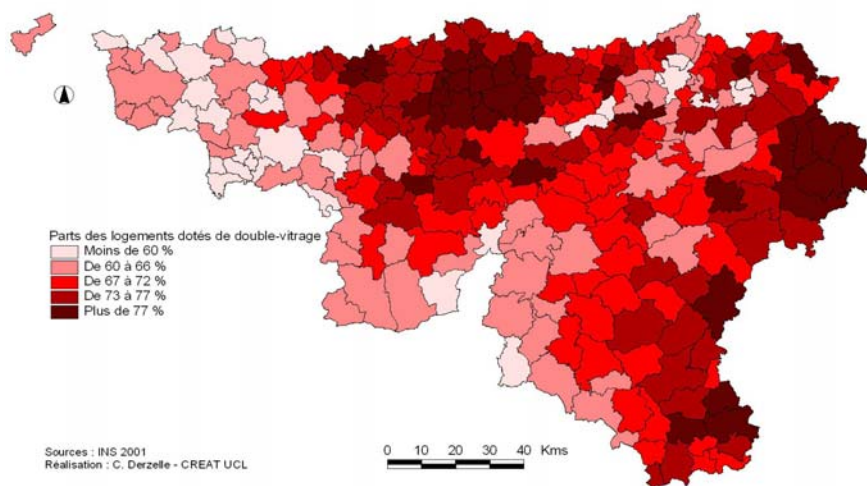 Parts des logements dotés de double-vitrage
Moins de 60 %
De 60 à 66 %
De 67 à 72 %
De 73 à 77 %
Plus de 77 %
Sources : INS 2001
Réalisation : C. Derzelle - CREAT UCL
0 10 20 30 40 Kms